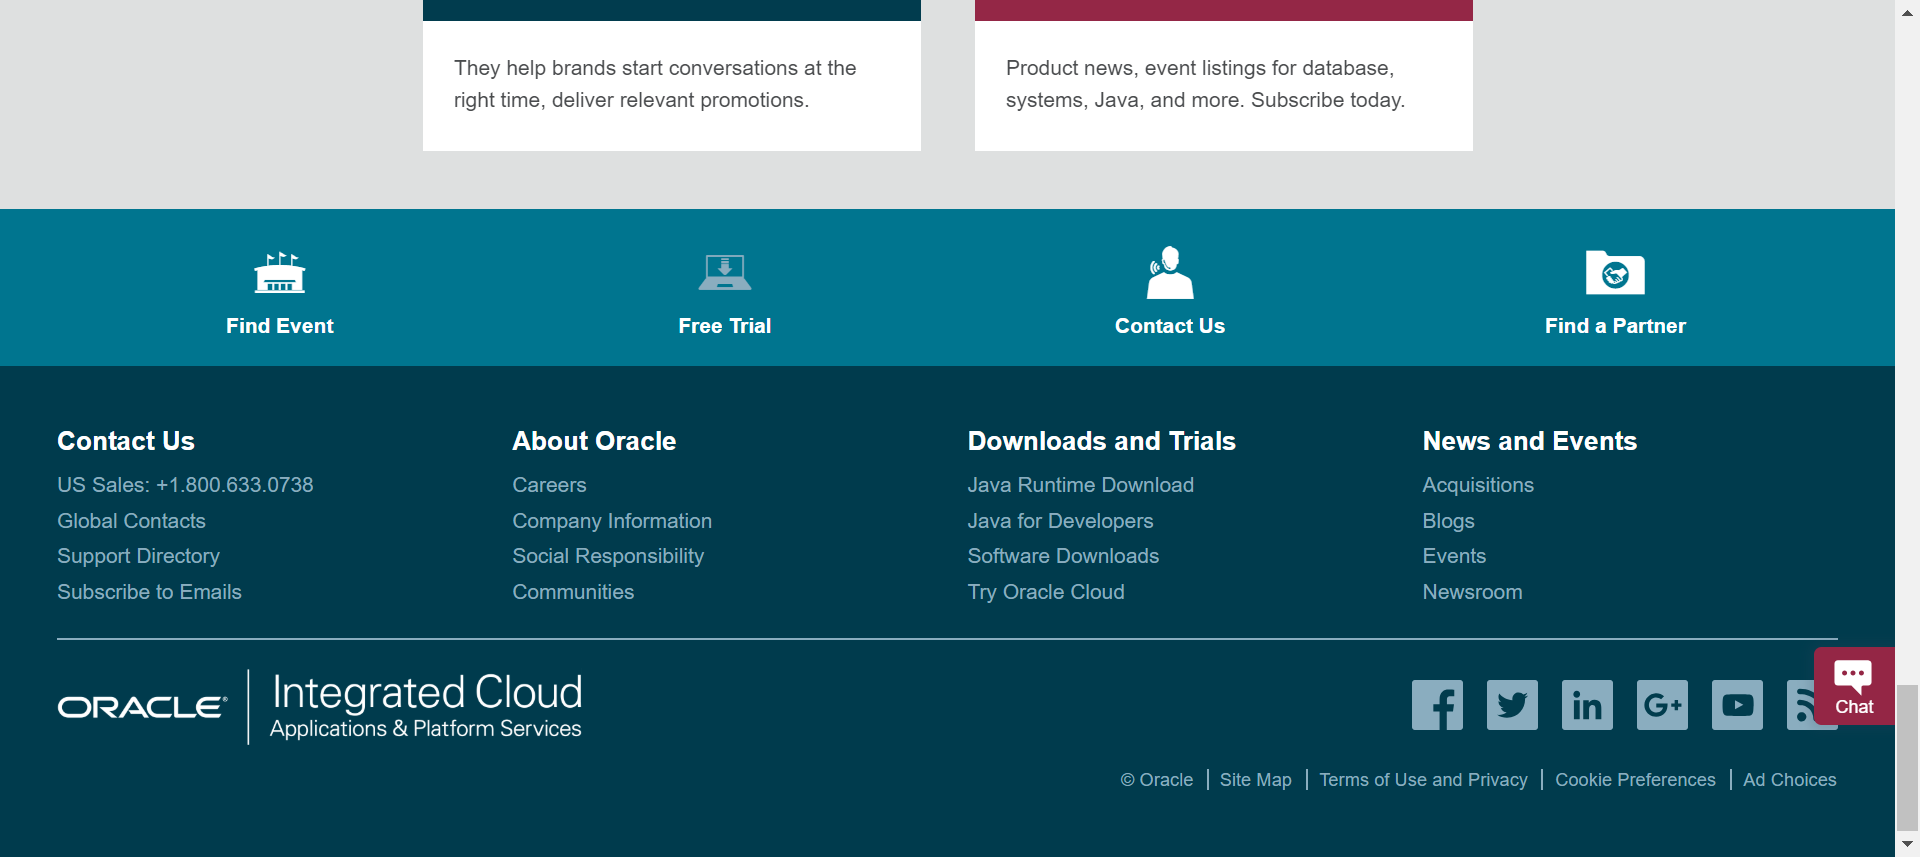 They help brands start conversations at the
right time, deliver relevant promotions.
Product news, event listings for database,
systems, Java, and more. Subscribe today.
Find Event
Free Trial
Contact Us
Find a Partner
Contact Us
US Sales: +1.800.633.0738
Global Contacts
Support Directory
Subscribe to Emails
About Oracle
Careers
Company Information
Social Responsibility
Communities
Downloads and Trials
Java Runtime Download
Java for Developers
Software Downloads
Try Oracle Cloud
News and Events
Acquisitions
Blogs
Events
Newsroom
ORACLE®
Integrated Cloud
Applications & Platform Services
Chat
© Oracle | Site Map | Terms of Use and Privacy | Cookie Preferences | Ad Choices